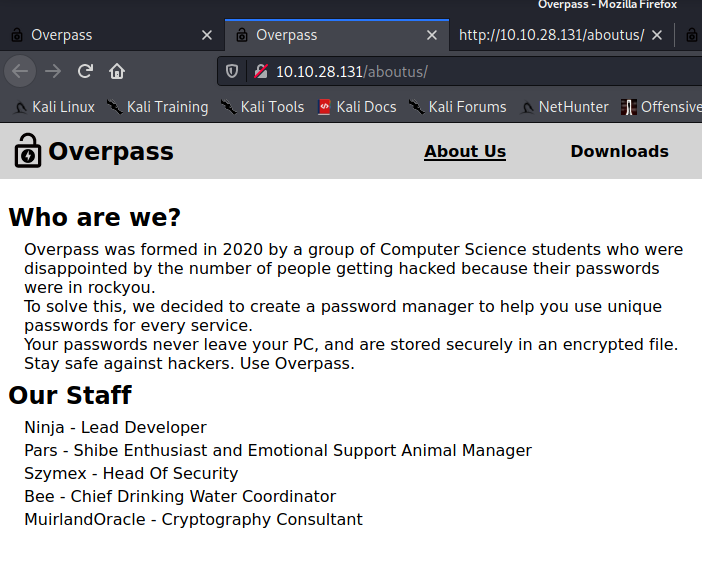 Overpass - Mozilla Firefox
Overpass
Overpass
http://10.10.28.131/aboutus/
10.10.28.131/aboutus/
Kali Linux
Kali Training
Kali Tools
Kali Docs
Kali Forums
NetHunter
Offensive
Overpass
About Us
Downloads
Who are we?
Overpass was formed in 2020 by a group of Computer Science students who were
disappointed by the number of people getting hacked because their passwords
were in rockyou.
To solve this, we decided to create a password manager to help you use unique
passwords for every service.
Your passwords never leave your PC, and are stored securely in an encrypted file.
Stay safe against hackers. Use Overpass.
Our Staff
Ninja - Lead Developer
Pars - Shibe Enthusiast and Emotional Support Animal Manager
Szymex - Head Of Security
Bee - Chief Drinking Water Coordinator
MuirlandOracle - Cryptography Consultant